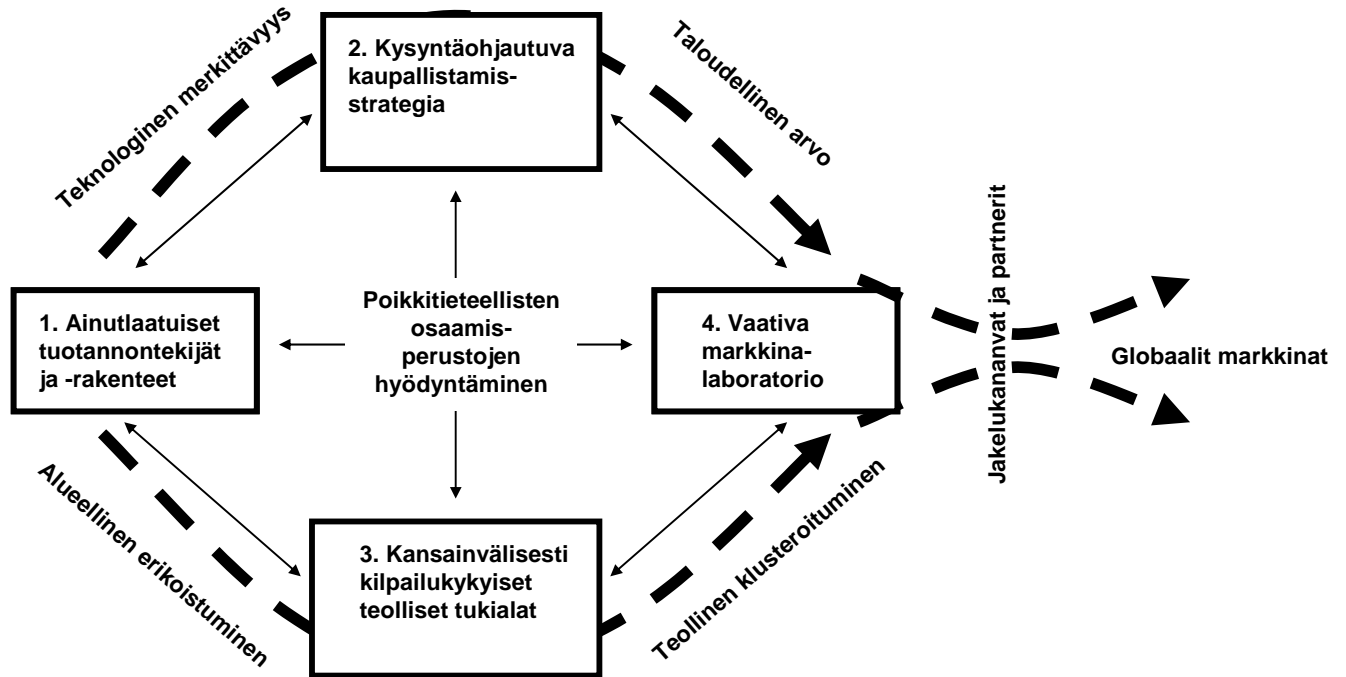 Teknologinen merkittävyys
2. Kysyntäohjautuva
kaupallistamis-
strategia
Taloudellinen arvo
1. Ainutlaatuiset
tuotannontekijät
ja -rakenteet
Poikkitieteellisten
osaamis-
perustojen
hyödyntäminen
4. Vaativa
markkina-
laboratorio
Jakelukananvat ja partnerit
Globaalit markkinat
Alueellinen erikoistuminen
3. Kansainvälisesti
kilpailukykyiset
teolliset tukialat
Teollinen klusteroituminen